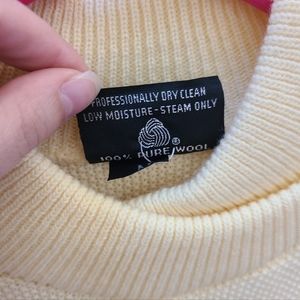 PROFESSIONALLY DRY CLEAN
LOW MOISTURE - STEAM ONLY
®
100% PURE WOOL